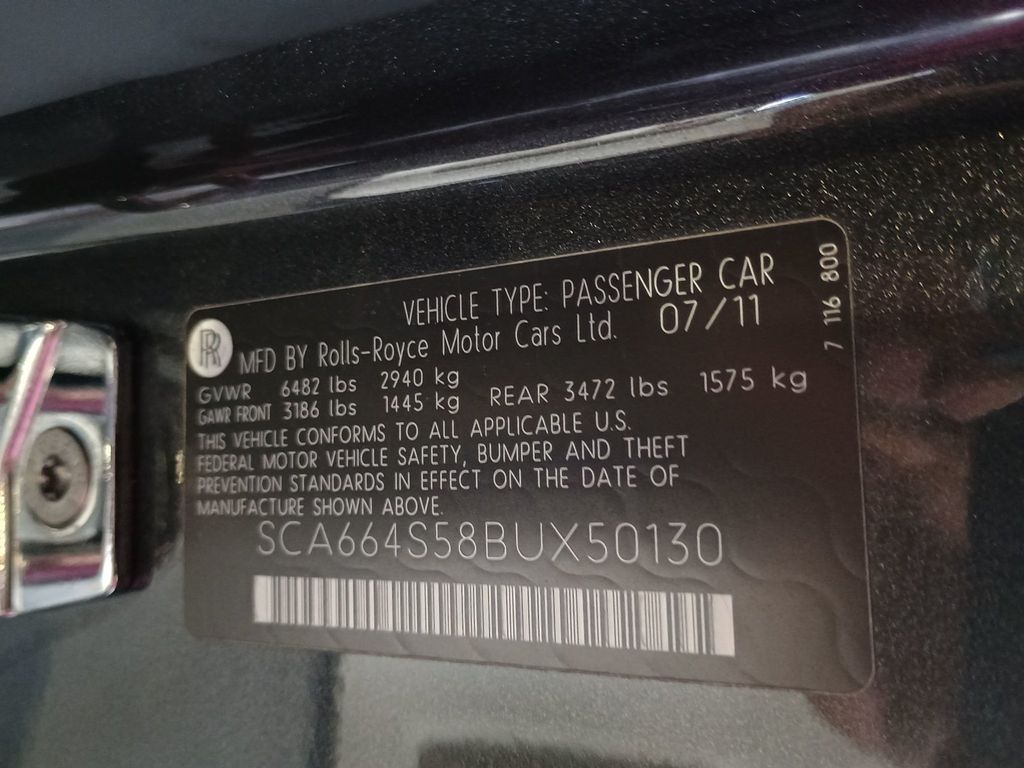 VEHICLE TYPE: PASSENGER CAR
RR MFD BY Rolls-Royce Motor Cars Ltd. 07/11
GVWR 6482 lbs 2940 kg
GAWR FRONT 3186 lbs 1445 kg REAR 3472 lbs 1575 kg
THIS VEHICLE CONFORMS TO ALL APPLICABLE U.S.
FEDERAL MOTOR VEHICLE SAFETY, BUMPER AND THEFT
PREVENTION STANDARDS IN EFFECT ON THE DATE OF
MANUFACTURE SHOWN ABOVE.
SCA664S58BUX50130
7 116 800